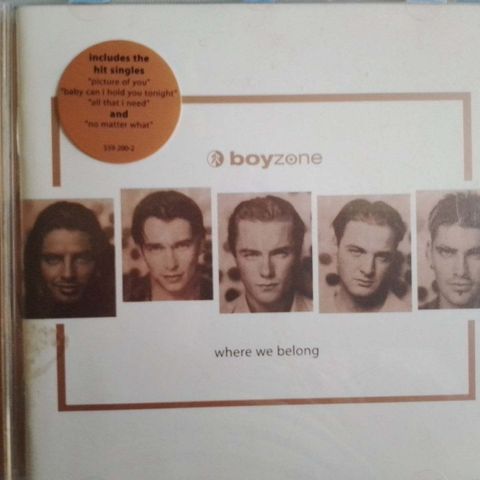 includes the
hit singles
"picture of you"
"baby can i hold you tonight"
"all that i need"
and
"no matter what"
559 200-2
boyzone
where we belong